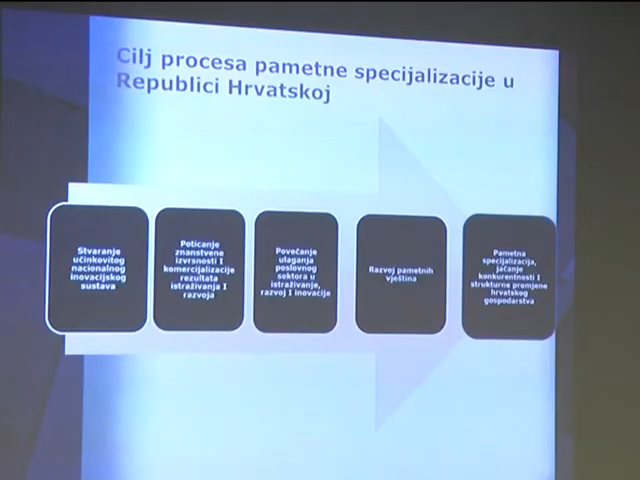 Cilj procesa pametne specijalizacije u
Republici Hrvatskoj
Stvaranje
učinkovitog
nacionalnog
inovacijskog
sustava
Poticanje
znanstvene
izvrsnosti I
komercijalizacije
rezultata
istraživanja I
razvoja
Povečanje
ulaganja
poslovnog
sektora u
istraživanje,
razvoj I inovacije
Razvoj pametnih
vještina
Pametna
specijalizacija,
jačanje
konkurentnosti I
strukturne promjene
hrvatskog
gospodarstva